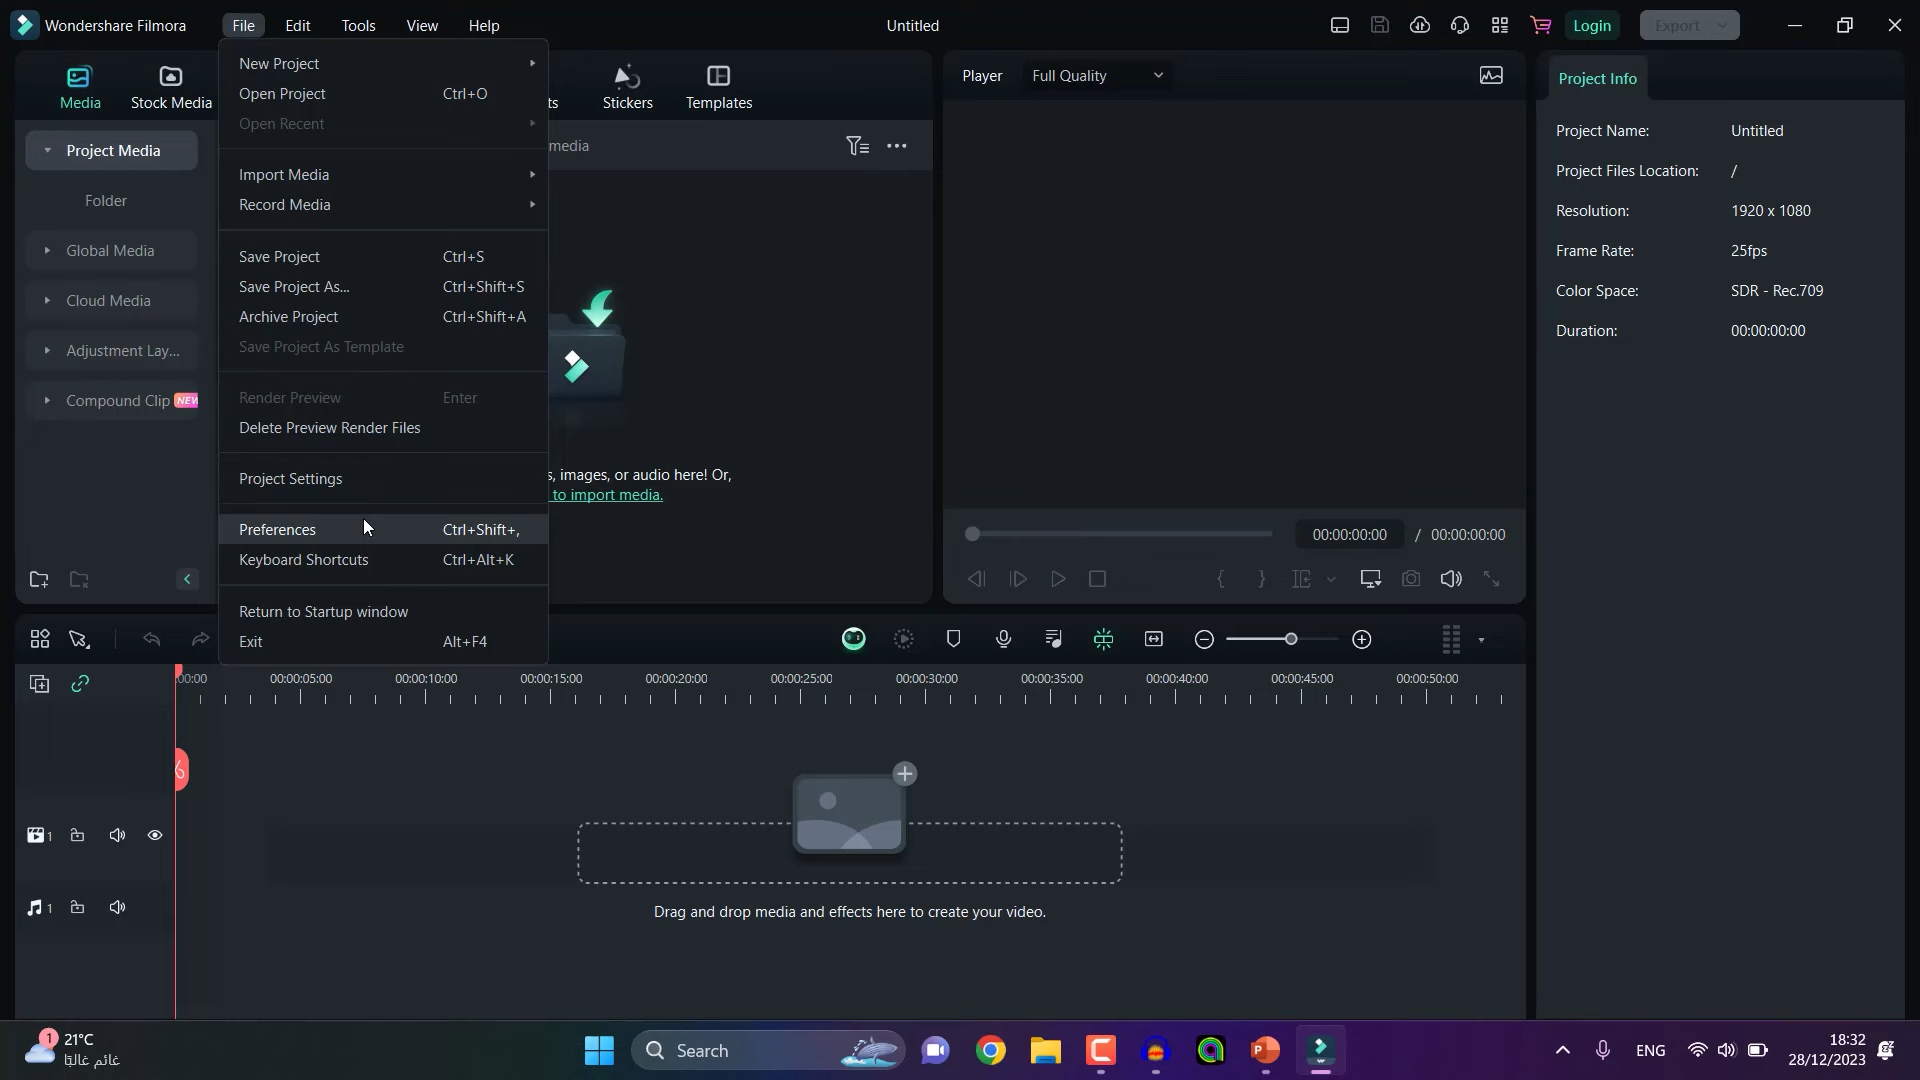 Wondershare Filmora File Edit Tools View Help Untitled Login Export
Media Stock Media ts Stickers Templates
Player Full Quality
Project Info
New Project
Open Project Ctrl+O
Open Recent
Import Media
Record Media
Save Project Ctrl+S
Save Project As... Ctrl+Shift+S
Archive Project Ctrl+Shift+A
Save Project As Template
Render Preview Enter
Delete Preview Render Files
Project Settings
Preferences Ctrl+Shift+,
Keyboard Shortcuts Ctrl+Alt+K
Return to Startup window
Exit Alt+F4
Project Media
Folder
Global Media
Cloud Media
Adjustment Lay...
Compound Clip NEW
media
s, images, or audio here! Or,
to import media.
00:00:00:00 / 00:00:00:00
Project Name: Untitled
Project Files Location: /
Resolution: 1920 x 1080
Frame Rate: 25fps
Color Space: SDR - Rec.709
Duration: 00:00:00:00
:00:00 00:00:05:00 00:00:10:00 00:00:15:00 00:00:20:00 00:00:25:00 00:00:30:00 00:00:35:00 00:00:40:00 00:00:45:00 00:00:50:00
1
1
Drag and drop media and effects here to create your video.
1 21°C
غائم غالبًا
Search
ENG
18:32
28/12/2023